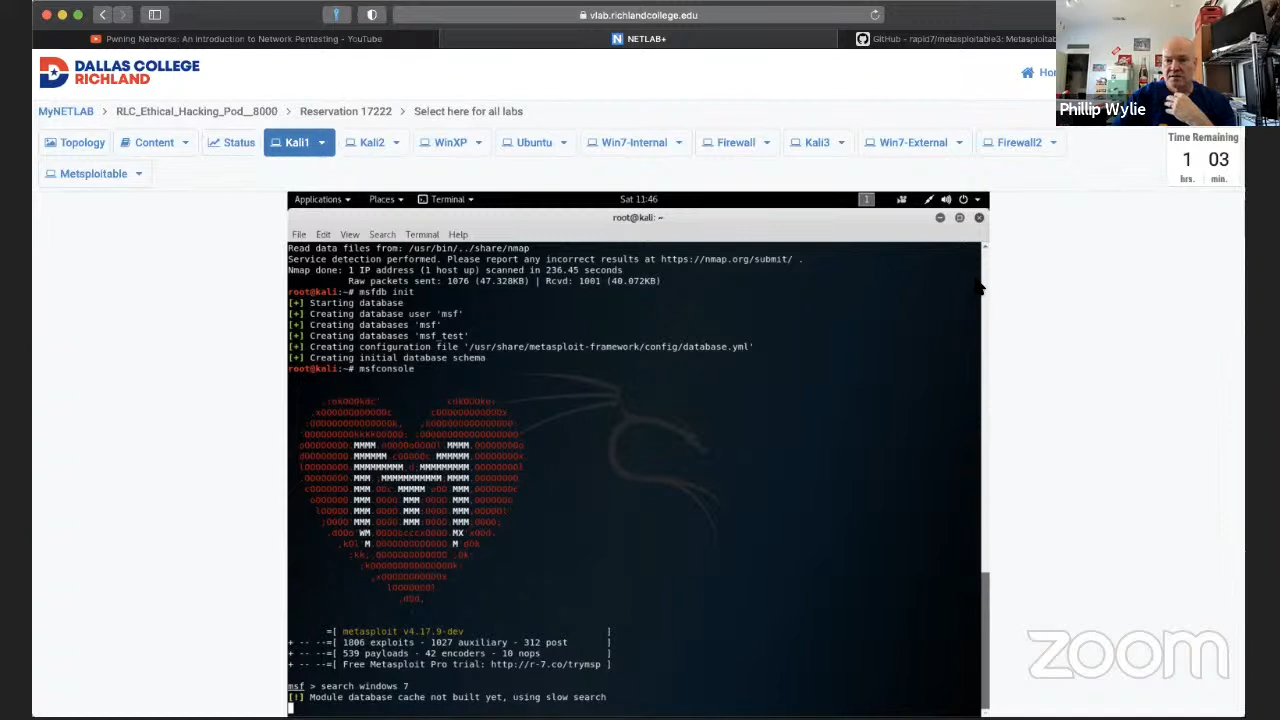 vlab.richlandcollege.edu
Pwning Networks: An Introduction to Network Pentesting - YouTube
NETLAB+
GitHub - rapid7/metasploitable3: Metasploitab
DALLAS COLLEGE
RICHLAND
Hom
Phillip Wylie
MyNETLAB > RLC_Ethical_Hacking_Pod__8000 > Reservation 17222 > Select here for all labs
Time Remaining
1 03
hrs. min.
Topology Content Status Kali1 Kali2 WinXP Ubuntu Win7-Internal Firewall Kali3 Win7-External Firewall2
Metsploitable
Applications Places Terminal Sat 11:46 1
root@kali: ~
File Edit View Search Terminal Help
Read data files from: /usr/bin/../share/nmap
Service detection performed. Please report any incorrect results at https://nmap.org/submit/ .
Nmap done: 1 IP address (1 host up) scanned in 236.45 seconds
Raw packets sent: 1076 (47.328KB) | Rcvd: 1001 (40.072KB)
root@kali:~# msfdb init
[+] Starting database
[+] Creating database user 'msf'
[+] Creating databases 'msf'
[+] Creating databases 'msf_test'
[+] Creating configuration file '/usr/share/metasploit-framework/config/database.yml'
[+] Creating initial database schema
root@kali:~# msfconsole
=[ metasploit v4.17.9-dev ]
+ -- --=[ 1806 exploits - 1027 auxiliary - 312 post ]
+ -- --=[ 539 payloads - 42 encoders - 10 nops ]
+ -- --=[ Free Metasploit Pro trial: http://r-7.co/trymsp ]
msf > search windows 7
[!] Module database cache not built yet, using slow search
zoom